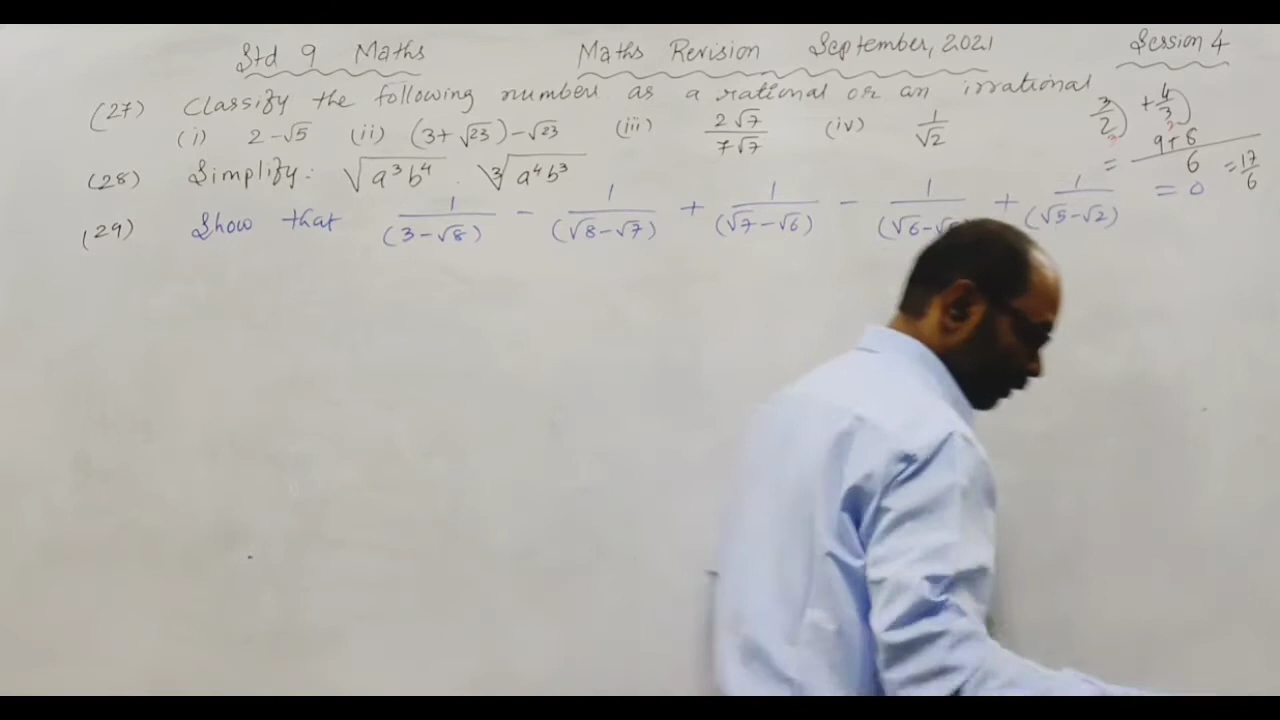 Std 9 Maths Maths Revision September, 2021 Session 4
(27) Classify the following numbers as a rational or an irrational
(i) 2-√5 (ii) (3+√23)-√23 (iii) 2√7/7√7 (iv) 1/√2
3/2 + 4/3
= (9+8)/6 = 17/6
(28) Simplify: √(a³b⁴) . ∛(a⁴b³)
(29) Show that 1/(3-√8) - 1/(√8-√7) + 1/(√7-√6) - 1/(√6-√ + 1/(√5-√2) = 0